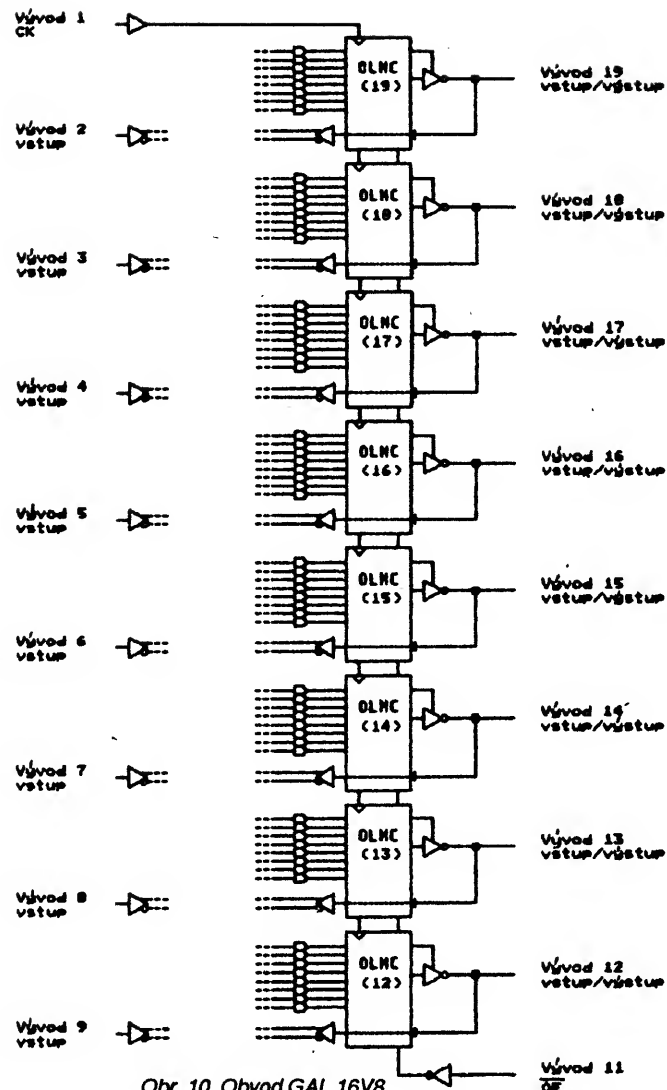 Vývod 1
CK
OLMC
(19)
Vývod 19
vstup/výstup
Vývod 2
vstup
OLMC
(18)
Vývod 18
vstup/výstup
Vývod 3
vstup
OLMC
(17)
Vývod 17
vstup/výstup
Vývod 4
vstup
OLMC
(16)
Vývod 16
vstup/výstup
Vývod 5
vstup
OLMC
(15)
Vývod 15
vstup/výstup
Vývod 6
vstup
OLMC
(14)
Vývod 14
vstup/výstup
Vývod 7
vstup
OLMC
(13)
Vývod 13
vstup/výstup
Vývod 8
vstup
OLMC
(12)
Vývod 12
vstup/výstup
Vývod 9
vstup
Vývod 11
OE
Obr. 10. Obvod GAL 16V8